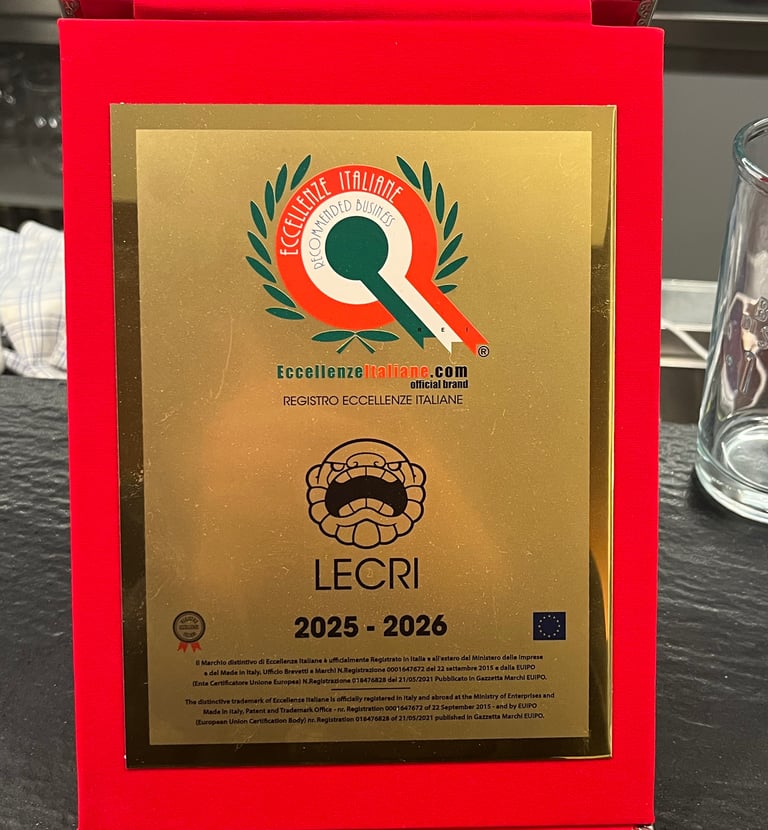 ECCELLENZE ITALIANE
RECOMMENDED BUSINESS
R E I
®
EccellenzeItaliane.com
official brand
REGISTRO ECCELLENZE ITALIANE
LECRI
2025 - 2026
Il Marchio distintivo di Eccellenze Italiane è ufficialmente Registrato in Italia e all'estero dal Ministero delle Imprese
e del Made in Italy, Ufficio Brevetti e Marchi N.Registrazione 0001647672 del 22 settembre 2015 e dalla EUIPO
(Ente Certificatore Unione Europea) N.Registrazione 018476828 del 21/05/2021 Pubblicato in Gazzetta Marchi EUIPO.
The distinctive trademark of Eccellenze Italiane is officially registered in Italy and abroad at the Ministry of Enterprises and
Made in Italy, Patent and Trademark Office - nr. Registration 0001647672 of 22 September 2015 - and by EUIPO
(European Union Certification Body) nr. Registration 018476828 of 21/05/2021 published in Gazzetta Marchi EUIPO.